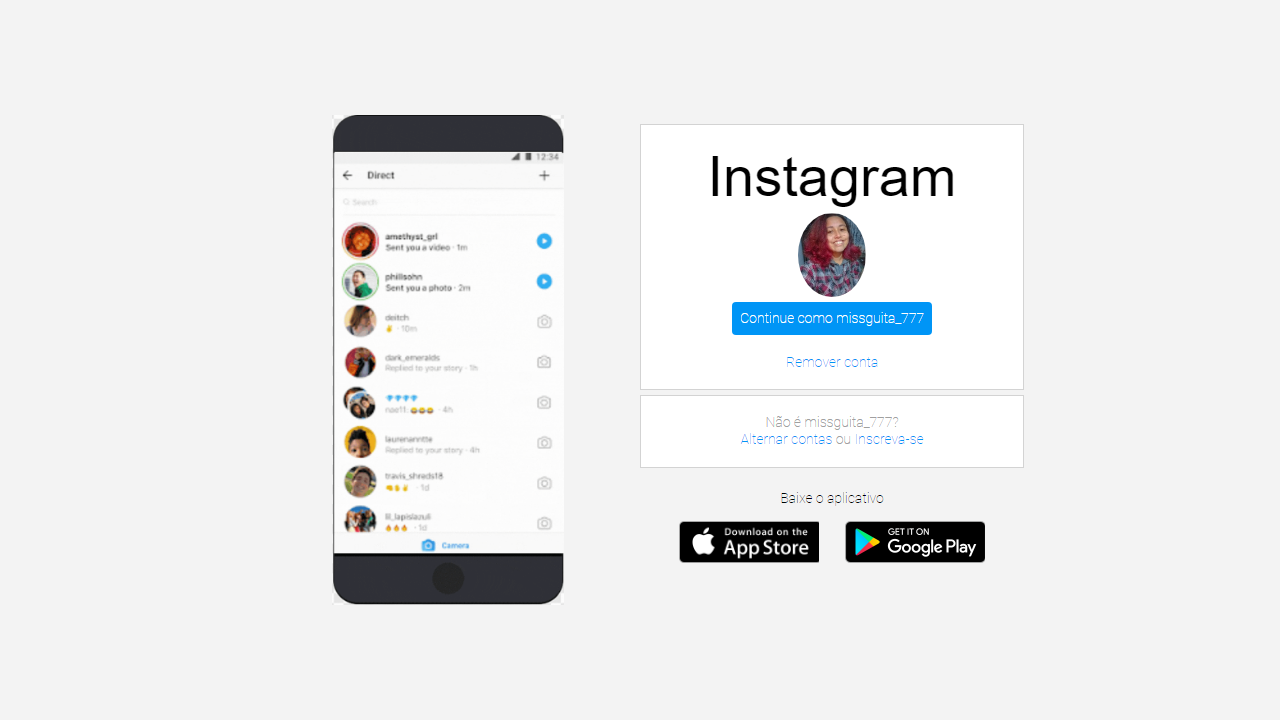 12:34
Direct
Search
amethyst_grl
Sent you a video · 1m
phillsohn
Sent you a photo · 2m
deitch
✌️ · 10m
dark_emeralds
Replied to your story · 1h
💎💎💎💎
nae11: 😂😂😂 · 4h
laurenanntte
Replied to your story · 4h
travis_shreds18
· 1d
lil_lapislazuli
🔥🔥🔥 · 1d
Camera
Instagram
Continue como missguita_777
Remover conta
Não é missguita_777?
Alternar contas ou Inscreva-se
Baixe o aplicativo
Download on the
App Store
GET IT ON
Google Play